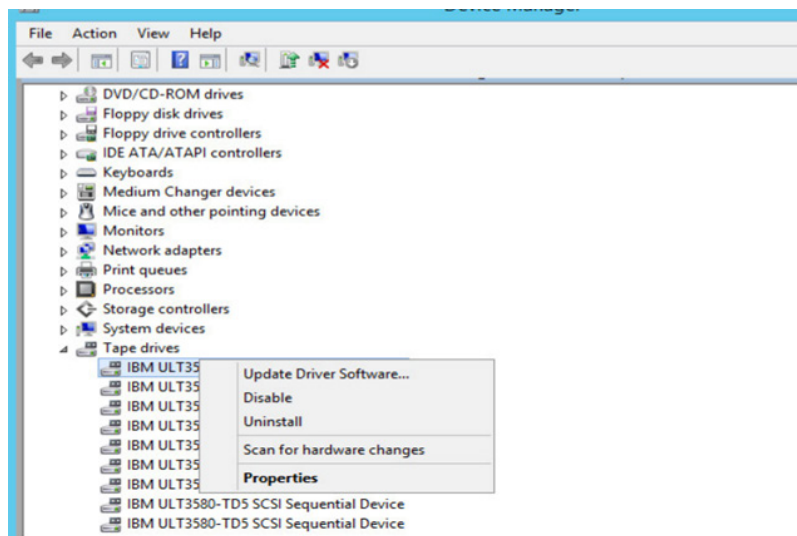 Device Manager
File Action View Help
DVD/CD-ROM drives
Floppy disk drives
Floppy drive controllers
IDE ATA/ATAPI controllers
Keyboards
Medium Changer devices
Mice and other pointing devices
Monitors
Network adapters
Print queues
Processors
Storage controllers
System devices
Tape drives
IBM ULT35
Update Driver Software...
IBM ULT35
Disable
IBM ULT35
IBM ULT35
Uninstall
IBM ULT35
Scan for hardware changes
IBM ULT35
IBM ULT35
Properties
IBM ULT3580-TD5 SCSI Sequential Device
IBM ULT3580-TD5 SCSI Sequential Device